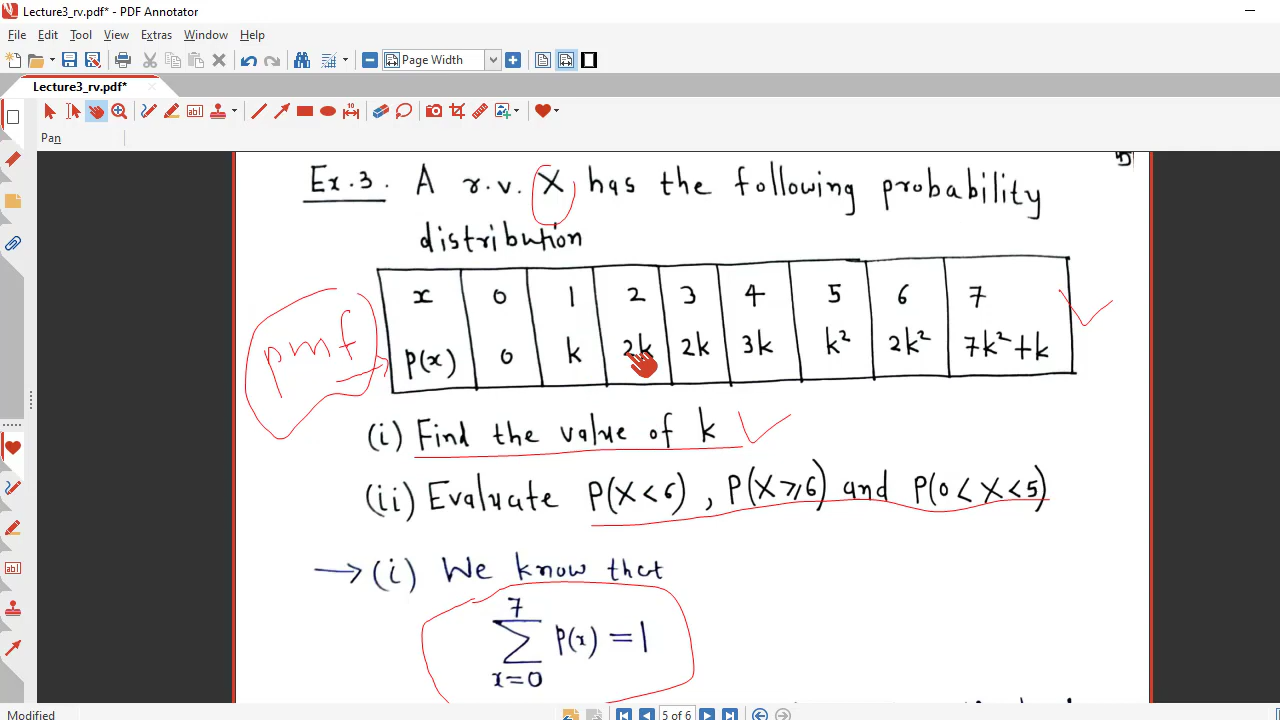 Lecture3_rv.pdf* - PDF Annotator
File Edit Tool View Extras Window Help
Page Width
Lecture3_rv.pdf*
Pan
5
Ex.3. A r.v. X has the following probability
distribution
x 0 1 2 3 4 5 6 7
pmf
p(x) 0 k 2k 2k 3k k² 2k² 7k²+k
(i) Find the value of k
(ii) Evaluate P(X<6), P(X⩾6) and P(0<X<5)
→(i) We know that
7
∑ p(x) = 1
x=0
Modified 5 of 6